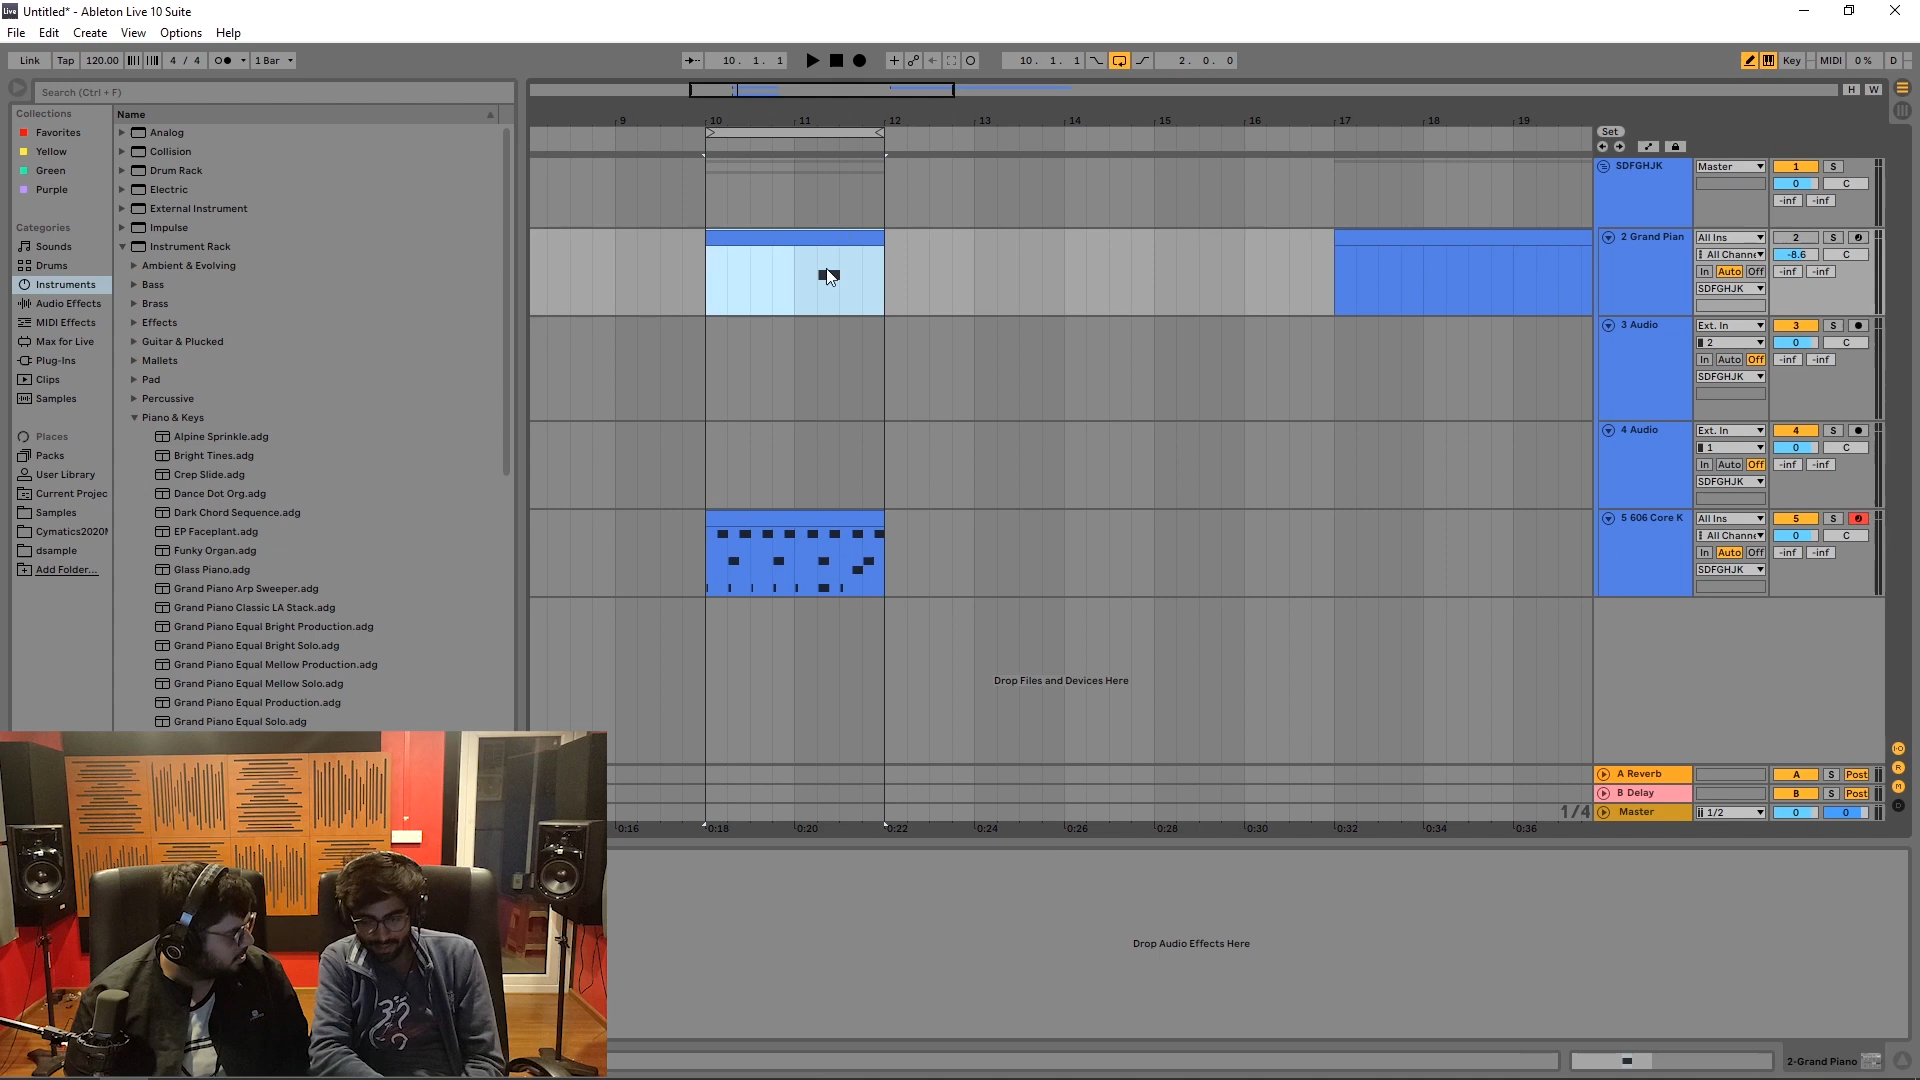 Untitled* - Ableton Live 10 Suite
File Edit Create View Options Help
Link Tap 120.00 4 / 4 1 Bar 10. 1. 1 10. 1. 1 2. 0. 0 Key MIDI 0 % D
Search (Ctrl + F)
H W
Collections
Favorites
Yellow
Green
Purple
Categories
Sounds
Drums
Instruments
Audio Effects
MIDI Effects
Max for Live
Plug-Ins
Clips
Samples
Places
Packs
User Library
Current Projec
Samples
Cymatics2020
dsample
Add Folder...
Name
Analog
Collision
Drum Rack
Electric
External Instrument
Impulse
Instrument Rack
Ambient & Evolving
Bass
Brass
Effects
Guitar & Plucked
Mallets
Pad
Percussive
Piano & Keys
Alpine Sprinkle.adg
Bright Tines.adg
Crep Slide.adg
Dance Dot Org.adg
Dark Chord Sequence.adg
EP Faceplant.adg
Funky Organ.adg
Glass Piano.adg
Grand Piano Arp Sweeper.adg
Grand Piano Classic LA Stack.adg
Grand Piano Equal Bright Production.adg
Grand Piano Equal Bright Solo.adg
Grand Piano Equal Mellow Production.adg
Grand Piano Equal Mellow Solo.adg
Grand Piano Equal Production.adg
Grand Piano Equal Solo.adg
9 10 11 12 13 14 15 16 17 18 19
Set
SDFGHJK Master 1 S
0 C
-inf -inf
2 Grand Pian All Ins 2 S
All Channe -8.6 C
In Auto Off -inf -inf
SDFGHJK
3 Audio Ext. In 3 S
2 0 C
In Auto Off -inf -inf
SDFGHJK
4 Audio Ext. In 4 S
1 0 C
In Auto Off -inf -inf
SDFGHJK
5 606 Core K All Ins 5 S
All Channe 0 C
In Auto Off -inf -inf
SDFGHJK
Drop Files and Devices Here
A Reverb A S Post
B Delay B S Post
1/4 Master 1/2 0 0
0:16 0:18 0:20 0:22 0:24 0:26 0:28 0:30 0:32 0:34 0:36
Drop Audio Effects Here
2-Grand Piano